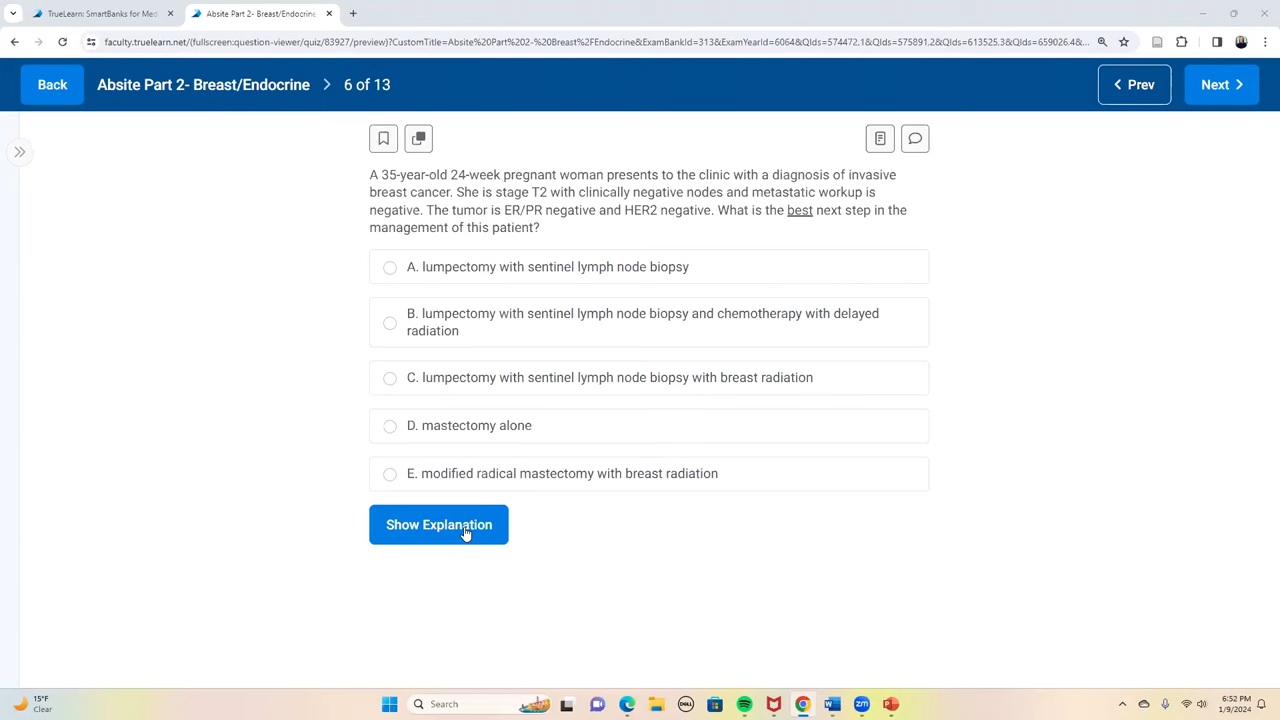 TrueLearn: SmartBanks for Med
Absite Part 2- Breast/Endocrine
faculty.truelearn.net/(fullscreen:question-viewer/quiz/83927/preview)?CustomTitle=Absite%20Part%202-%20Breast%2FEndocrine&ExamBankId=313&ExamYearId=6064&QIds=574472.1&QIds=575891.2&QIds=613525.3&QIds=659026.4&...
Back
Absite Part 2- Breast/Endocrine
6 of 13
Prev
Next
A 35-year-old 24-week pregnant woman presents to the clinic with a diagnosis of invasive
breast cancer. She is stage T2 with clinically negative nodes and metastatic workup is
negative. The tumor is ER/PR negative and HER2 negative. What is the best next step in the
management of this patient?
A. lumpectomy with sentinel lymph node biopsy
B. lumpectomy with sentinel lymph node biopsy and chemotherapy with delayed
radiation
C. lumpectomy with sentinel lymph node biopsy with breast radiation
D. mastectomy alone
E. modified radical mastectomy with breast radiation
Show Explanation
15°F
Clear
Search
DELL
W
zm
P
6:52 PM
1/9/2024